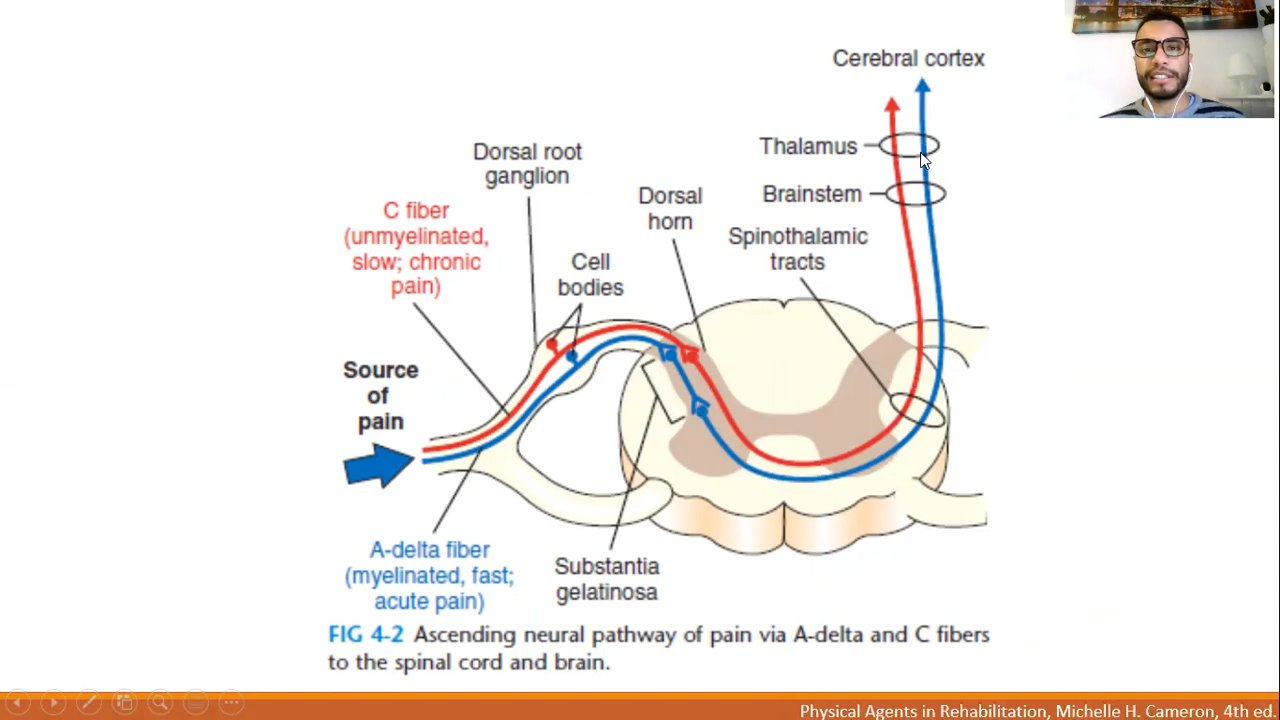 Cerebral cortex
Thalamus
Dorsal root
ganglion
Brainstem
Dorsal
horn
C fiber
(unmyelinated,
slow; chronic
pain)
Spinothalamic
tracts
Cell
bodies
Source
of
pain
A-delta fiber
(myelinated, fast;
acute pain)
Substantia
gelatinosa
FIG 4-2 Ascending neural pathway of pain via A-delta and C fibers
to the spinal cord and brain.
Physical Agents in Rehabilitation, Michelle H. Cameron, 4th ed.